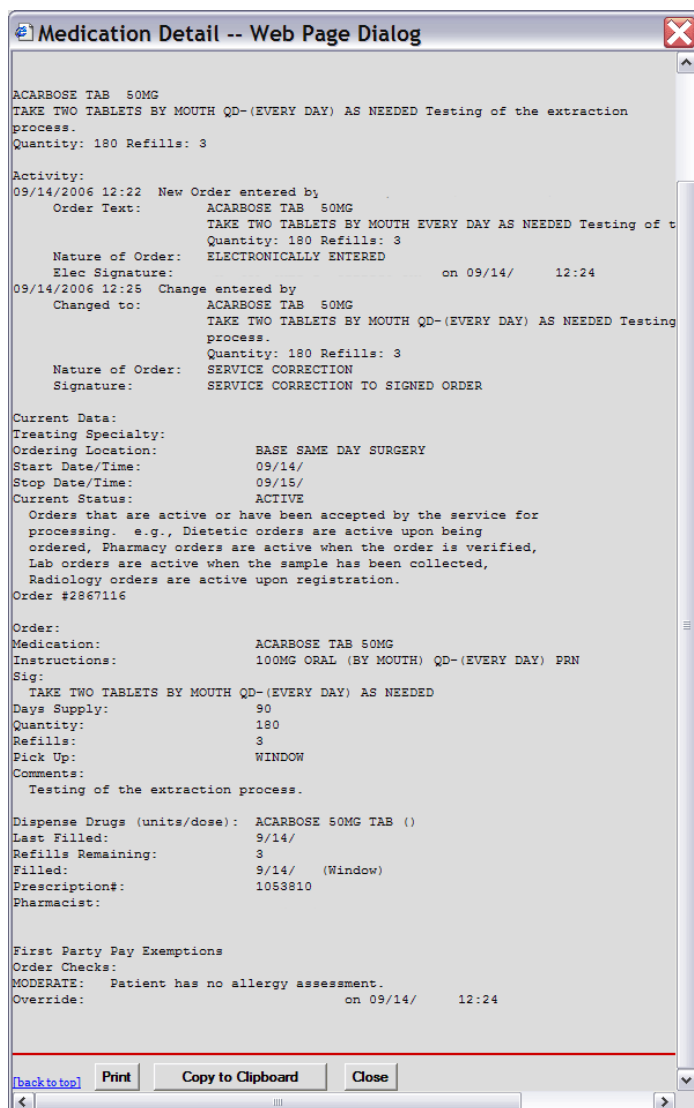 Medication Detail -- Web Page Dialog
ACARBOSE TAB  50MG
TAKE TWO TABLETS BY MOUTH QD-(EVERY DAY) AS NEEDED Testing of the extraction
process.
Quantity: 180 Refills: 3
Activity:
09/14/2006 12:22  New Order entered by
Order Text:        ACARBOSE TAB  50MG
TAKE TWO TABLETS BY MOUTH EVERY DAY AS NEEDED Testing of t
Quantity: 180 Refills: 3
Nature of Order:   ELECTRONICALLY ENTERED
Elec Signature:        on 09/14/     12:24
09/14/2006 12:25  Change entered by
Changed to:        ACARBOSE TAB  50MG
TAKE TWO TABLETS BY MOUTH QD-(EVERY DAY) AS NEEDED Testing
process.
Quantity: 180 Refills: 3
Nature of Order:   SERVICE CORRECTION
Signature:         SERVICE CORRECTION TO SIGNED ORDER
Current Data:
Treating Specialty:
Ordering Location:        BASE SAME DAY SURGERY
Start Date/Time:          09/14/
Stop Date/Time:           09/15/
Current Status:           ACTIVE
Orders that are active or have been accepted by the service for
processing.  e.g., Dietetic orders are active upon being
ordered, Pharmacy orders are active when the order is verified,
Lab orders are active when the sample has been collected,
Radiology orders are active upon registration.
Order #2867116
Order:
Medication:               ACARBOSE TAB 50MG
Instructions:             100MG ORAL (BY MOUTH) QD-(EVERY DAY) PRN
Sig:
TAKE TWO TABLETS BY MOUTH QD-(EVERY DAY) AS NEEDED
Days Supply:              90
Quantity:                 180
Refills:                  3
Pick Up:                  WINDOW
Comments:
Testing of the extraction process.
Dispense Drugs (units/dose):  ACARBOSE 50MG TAB ()
Last Filled:              9/14/
Refills Remaining:        3
Filled:                   9/14/   (Window)
Prescription#:            1053810
Pharmacist:
First Party Pay Exemptions
Order Checks:
MODERATE:   Patient has no allergy assessment.
Override:        on 09/14/     12:24
[back to top] Print Copy to Clipboard Close